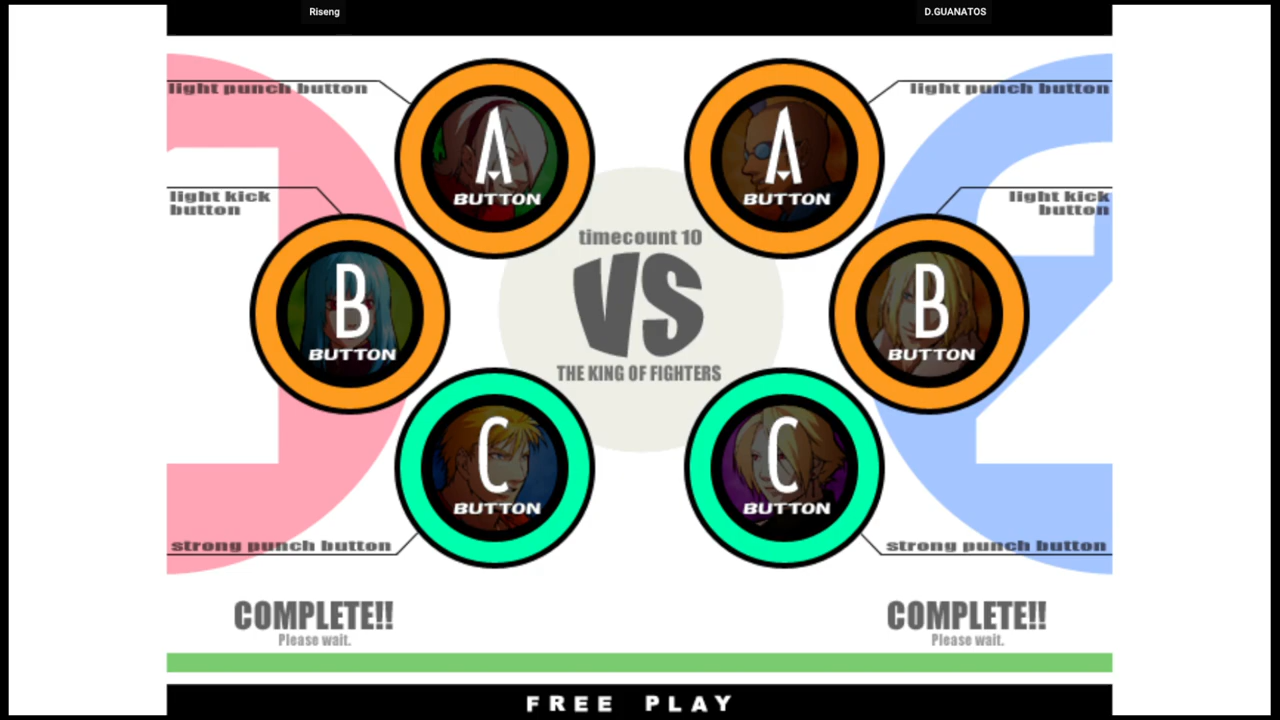 Riseng
D.GUANATOS
light punch button
light punch button
A
BUTTON
A
BUTTON
light kick
button
light kick
button
timecount 10
VS
THE KING OF FIGHTERS
B
BUTTON
B
BUTTON
C
BUTTON
C
BUTTON
strong punch button
strong punch button
COMPLETE!!
Please wait.
COMPLETE!!
Please wait.
FREE PLAY